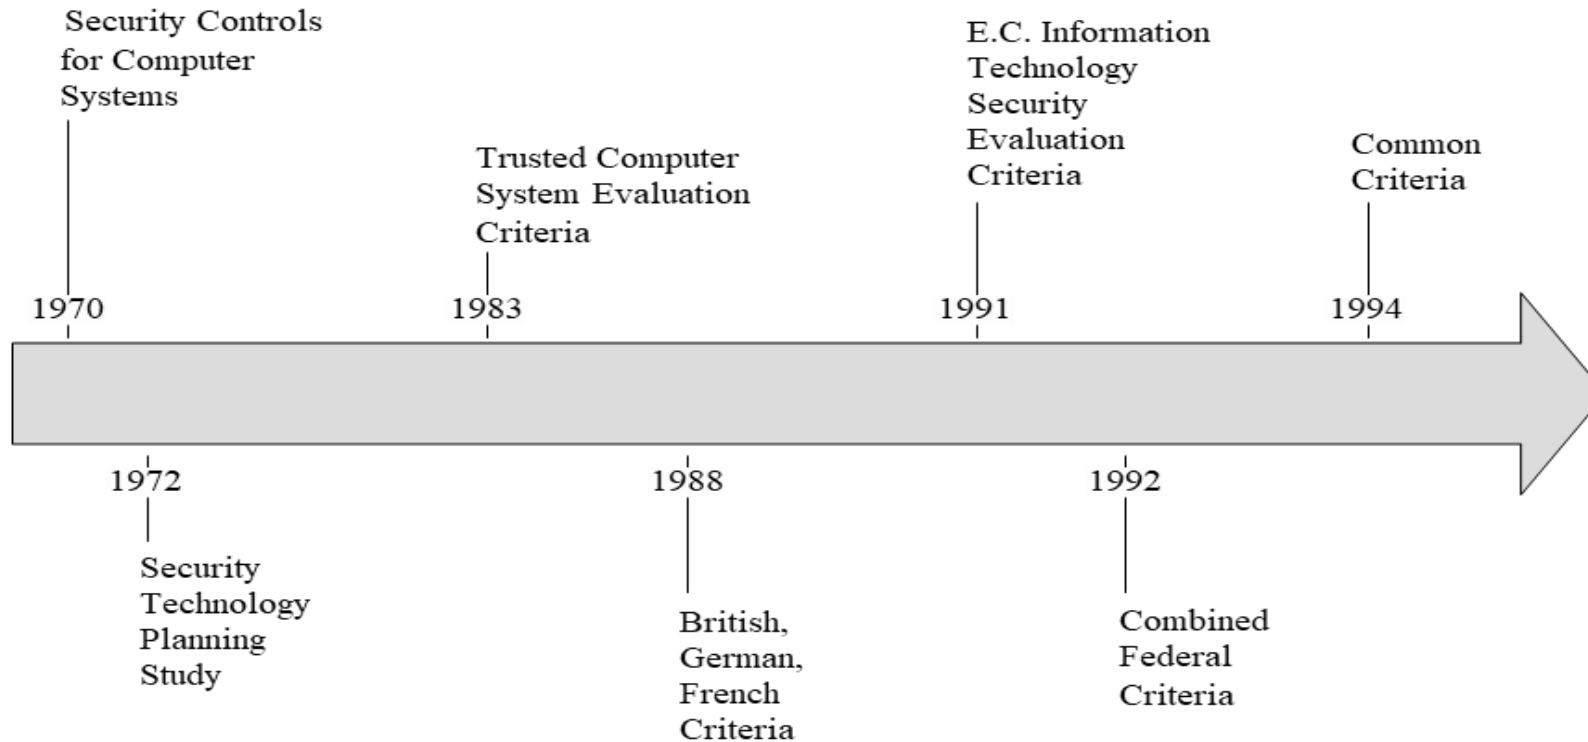 Security Controls
for Computer
Systems
1970
Trusted Computer
System Evaluation
Criteria
1983
E.C. Information
Technology
Security
Evaluation
Criteria
1991
Common
Criteria
1994
1972
Security
Technology
Planning
Study
1988
British,
German,
French
Criteria
1992
Combined
Federal
Criteria